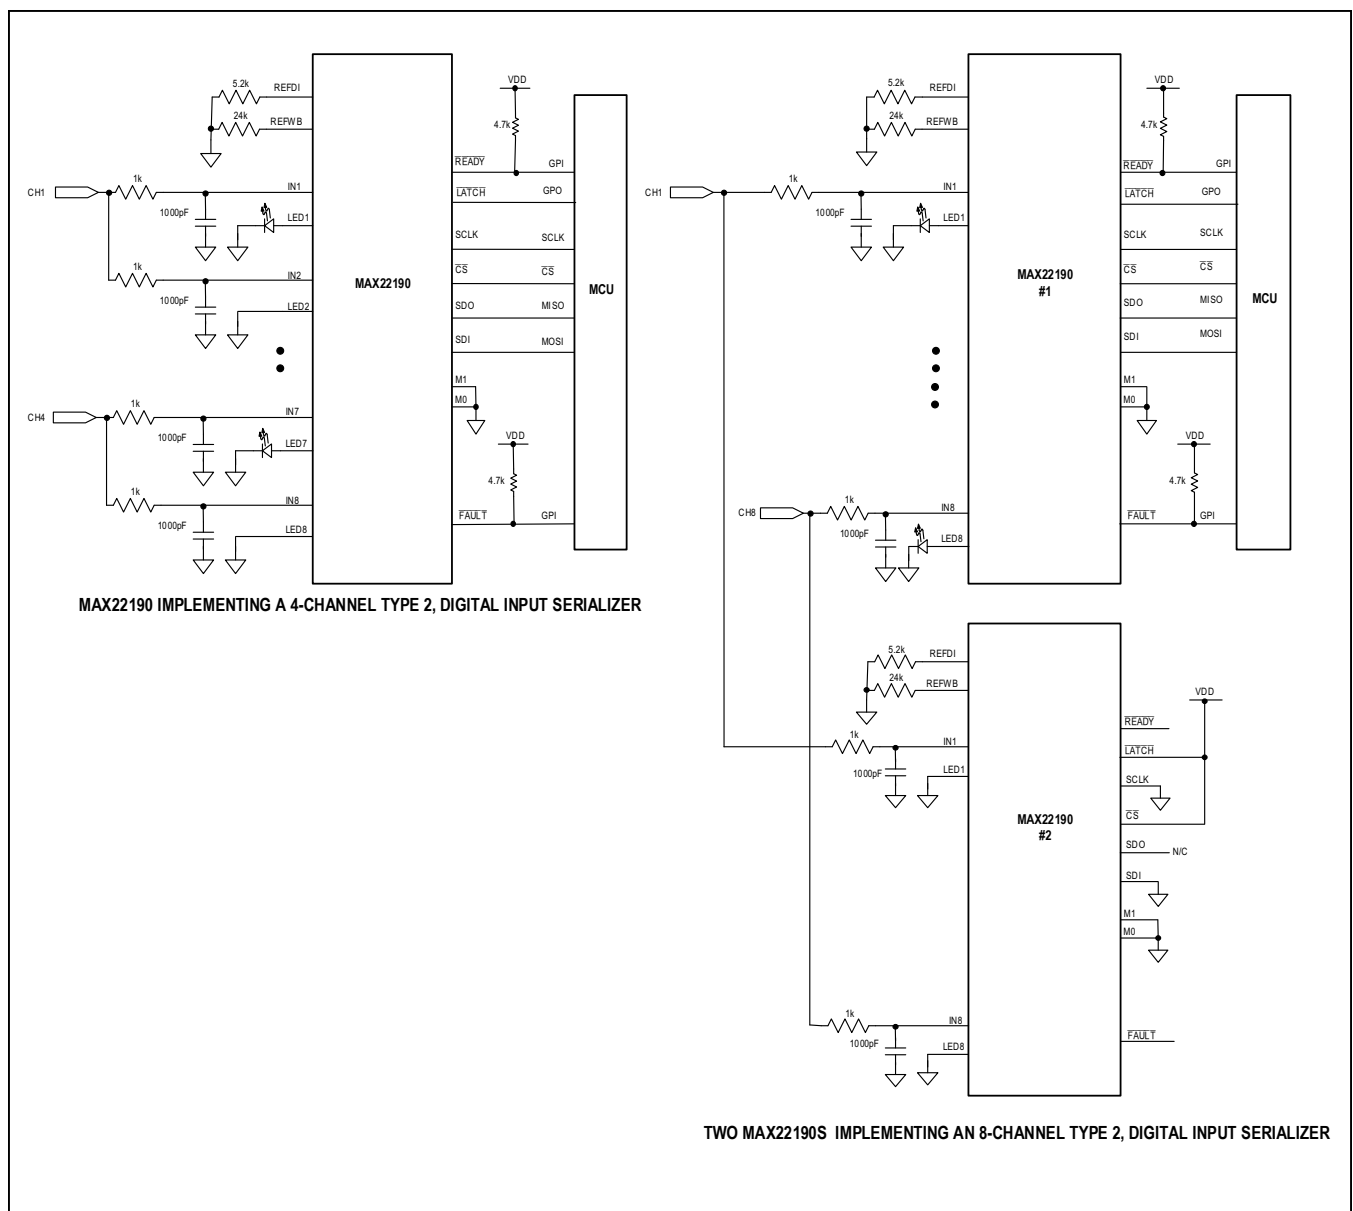 5.2k
REFDI
24k
REFWB
VDD
4.7k
READY
GPI
CH1
1k
IN1
LATCH
GPO
1000pF
LED1
SCLK
SCLK
1k
IN2
CS
CS
MAX22190
MCU
1000pF
LED2
SDO
MISO
SDI
MOSI
M1
M0
CH4
1k
IN7
1000pF
LED7
VDD
4.7k
1k
IN8
FAULT
GPI
1000pF
LED8
MAX22190 IMPLEMENTING A 4-CHANNEL TYPE 2, DIGITAL INPUT SERIALIZER
5.2k
REFDI
24k
REFWB
VDD
4.7k
READY
GPI
CH1
1k
IN1
LATCH
GPO
1000pF
LED1
SCLK
SCLK
CS
CS
MAX22190
#1
MCU
SDO
MISO
SDI
MOSI
M1
M0
VDD
4.7k
CH8
1k
IN8
FAULT
GPI
1000pF
LED8
5.2k
REFDI
24k
REFWB
VDD
READY
1k
IN1
LATCH
1000pF
LED1
SCLK
MAX22190
#2
CS
SDO
N/C
SDI
M1
M0
1k
IN8
FAULT
1000pF
LED8
TWO MAX22190S IMPLEMENTING AN 8-CHANNEL TYPE 2, DIGITAL INPUT SERIALIZER